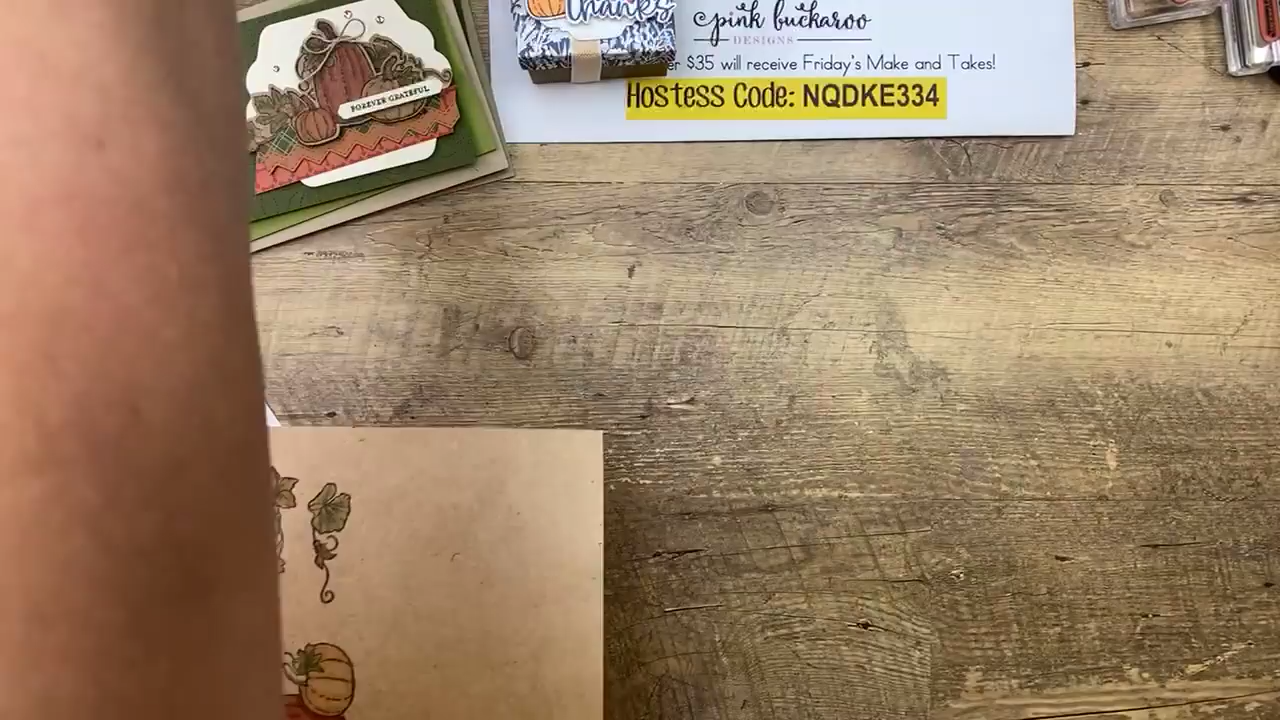 thanks
pink buckaroo
DESIGNS
$35 will receive Friday's Make and Takes!
Hostess Code: NQDKE334
FOREVER GRATEFUL